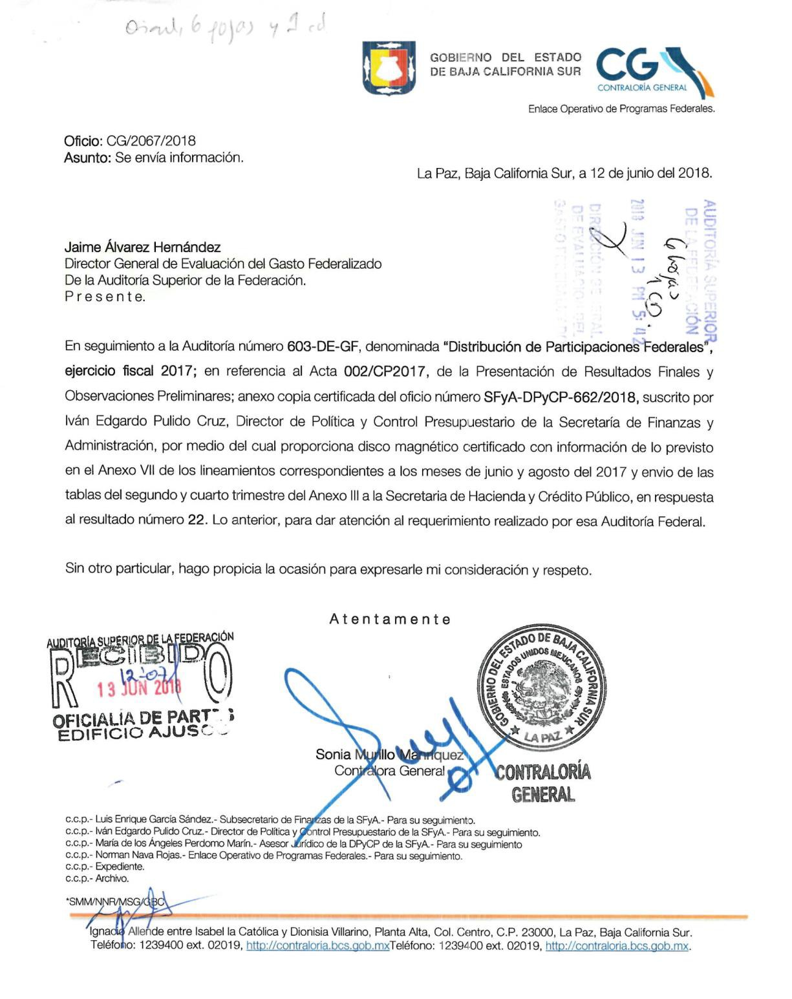 6 fojas y 1 cd
GOBIERNO DEL ESTADO
DE BAJA CALIFORNIA SUR
CG
CONTRALORÍA GENERAL
Enlace Operativo de Programas Federales.
Oficio: CG/2067/2018
Asunto: Se envía información.
La Paz, Baja California Sur, a 12 de junio del 2018.
AUDITORÍA SUPERIOR
DE LA FEDERACIÓN
6 hojas
1 CD.
2018 JUN 13 PM 5:42
DIRECCIÓN GENERAL
DE EVALUACIÓN DEL
GASTO FEDERALIZADO
Jaime Álvarez Hernández
Director General de Evaluación del Gasto Federalizado
De la Auditoría Superior de la Federación.
Presente.
En seguimiento a la Auditoría número 603-DE-GF, denominada “Distribución de Participaciones Federales”,
ejercicio fiscal 2017; en referencia al Acta 002/CP2017, de la Presentación de Resultados Finales y
Observaciones Preliminares; anexo copia certificada del oficio número SFyA-DPyCP-662/2018, suscrito por
Iván Edgardo Pulido Cruz, Director de Política y Control Presupuestario de la Secretaría de Finanzas y
Administración, por medio del cual proporciona disco magnético certificado con información de lo previsto
en el Anexo VII de los lineamientos correspondientes a los meses de junio y agosto del 2017 y envio de las
tablas del segundo y cuarto trimestre del Anexo III a la Secretaria de Hacienda y Crédito Público, en respuesta
al resultado número 22. Lo anterior, para dar atención al requerimiento realizado por esa Auditoría Federal.
Sin otro particular, hago propicia la ocasión para expresarle mi consideración y respeto.
Atentamente
AUDITORÍA SUPERIOR DE LA FEDERACIÓN
RECIBIDO
12:07
13 JUN 2018
OFICIALÍA DE PART
EDIFICIO AJUSCO
GOBIERNO DEL ESTADO DE BAJA CALIFORNIA SUR
ESTADOS UNIDOS MEXICANOS
LA PAZ
CONTRALORÍA
GENERAL
Sonia Murillo Manríquez
Contralora General
c.c.p.- Luis Enrique García Sández.- Subsecretario de Finanzas de la SFyA.- Para su seguimiento.
c.c.p.- Iván Edgardo Pulido Cruz.- Director de Política y Control Presupuestario de la SFyA.- Para su seguimiento.
c.c.p.- María de los Ángeles Perdomo Marín.- Asesor Jurídico de la DPyCP de la SFyA.- Para su seguimiento
c.c.p.- Norman Nava Rojas.- Enlace Operativo de Programas Federales.- Para su seguimiento.
c.c.p.- Expediente.
c.c.p.- Archivo.
*SMM/NNR/MSG/GBC
Ignacio Allende entre Isabel la Católica y Dionisia Villarino, Planta Alta, Col. Centro, C.P. 23000, La Paz, Baja California Sur.
Teléfono: 1239400 ext. 02019, http://contraloria.bcs.gob.mxTeléfono: 1239400 ext. 02019, http://contraloria.bcs.gob.mx.